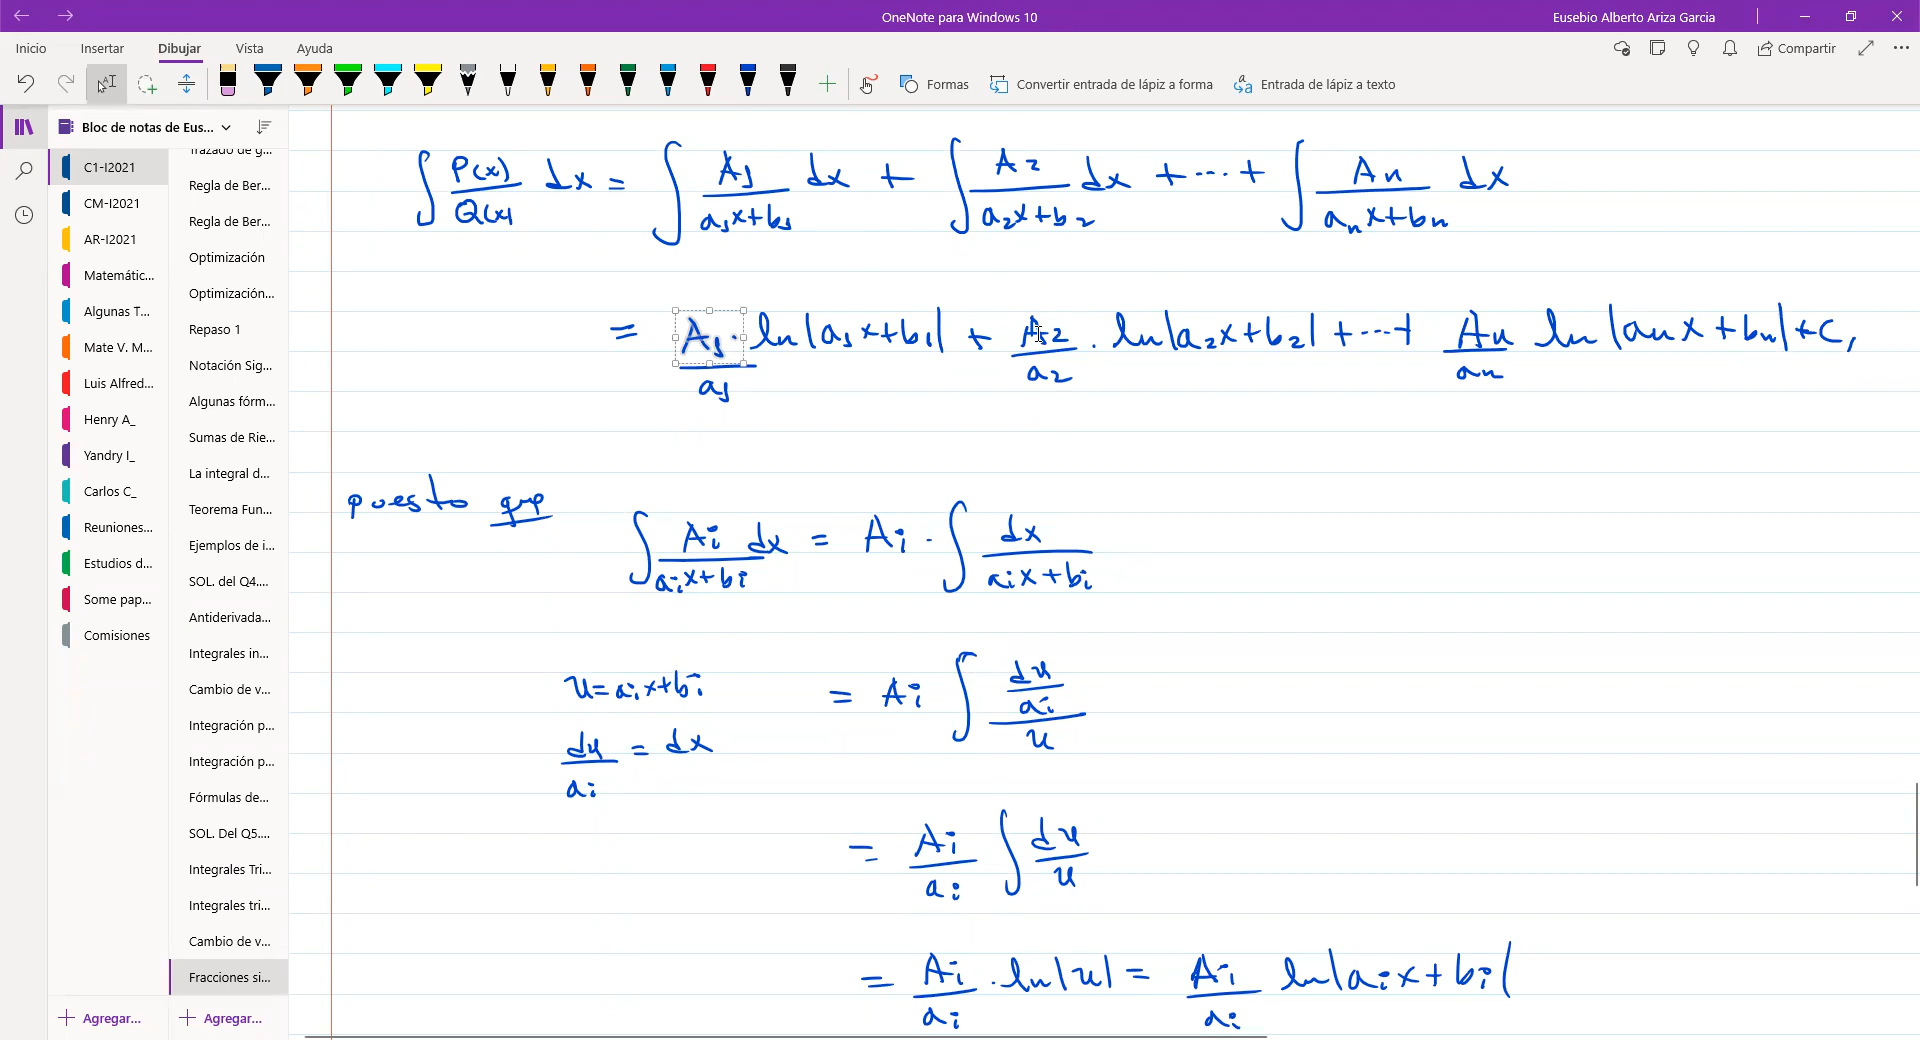 OneNote para Windows 10
Eusebio Alberto Ariza Garcia
Inicio Insertar Dibujar Vista Ayuda
Compartir
Formas
Convertir entrada de lápiz a forma
Entrada de lápiz a texto
Bloc de notas de Eus...
C1-I2021
CM-I2021
AR-I2021
Matemátic...
Algunas T...
Mate V. M...
Luis Alfred...
Henry A_
Yandry I_
Carlos C_
Reuniones...
Estudios d...
Some pap...
Comisiones
Agregar...
Trazado de g...
Regla de Ber...
Regla de Ber...
Optimización
Optimización...
Repaso 1
Notación Sig...
Algunas fórm...
Sumas de Rie...
La integral d...
Teorema Fun...
Ejemplos de i...
SOL. del Q4....
Antiderivada...
Integrales in...
Cambio de v...
Integración p...
Integración p...
Fórmulas de...
SOL. Del Q5....
Integrales Tri...
Integrales tri...
Cambio de v...
Fracciones si...
Agregar...
∫ P(x)/Q(x) dx = ∫ A₁/(a₁x+b₁) dx + ∫ A₂/(a₂x+b₂) dx + ... + ∫ Aₙ/(aₙx+bₙ) dx
= A₁/a₁ · ln|a₁x+b₁| + A₂/a₂ · ln|a₂x+b₂| + ... + Aₙ/aₙ ln|aₙx+bₙ| + C,
puesto que
∫ Aᵢ dx/(aᵢx+bᵢ) = Aᵢ · ∫ dx/(aᵢx+bᵢ)
u = aᵢx+bᵢ
du/aᵢ = dx
= Aᵢ ∫ (du/aᵢ)/u
= Aᵢ/aᵢ ∫ du/u
= Aᵢ/aᵢ · ln|u| = Aᵢ/aᵢ ln|aᵢx+bᵢ|